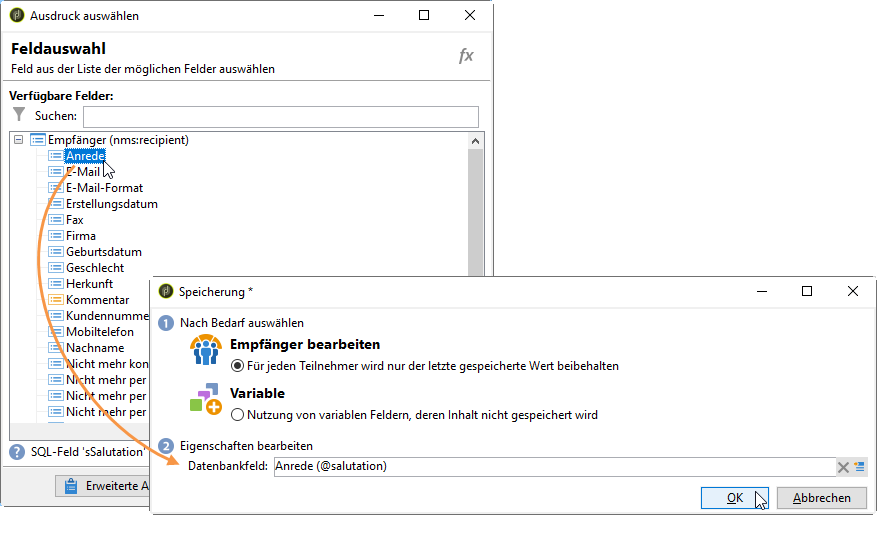 Ausdruck auswählen
Feldauswahl
Feld aus der Liste der möglichen Felder auswählen
fx
Verfügbare Felder:
Suchen:
Empfänger (nms:recipient)
Anrede
E-Mail
E-Mail-Format
Erstellungsdatum
Fax
Firma
Geburtsdatum
Geschlecht
Herkunft
Kommentar
Kundennumme
Mobiltelefon
Nachname
Nicht mehr kon
Nicht mehr per
Nicht mehr per
Nicht mehr per
SQL-Feld 'sSalutation'
Erweiterte A
Speicherung *
1 Nach Bedarf auswählen
Empfänger bearbeiten
Für jeden Teilnehmer wird nur der letzte gespeicherte Wert beibehalten
Variable
Nutzung von variablen Feldern, deren Inhalt nicht gespeichert wird
2 Eigenschaften bearbeiten
Datenbankfeld: Anrede (@salutation)
OK Abbrechen